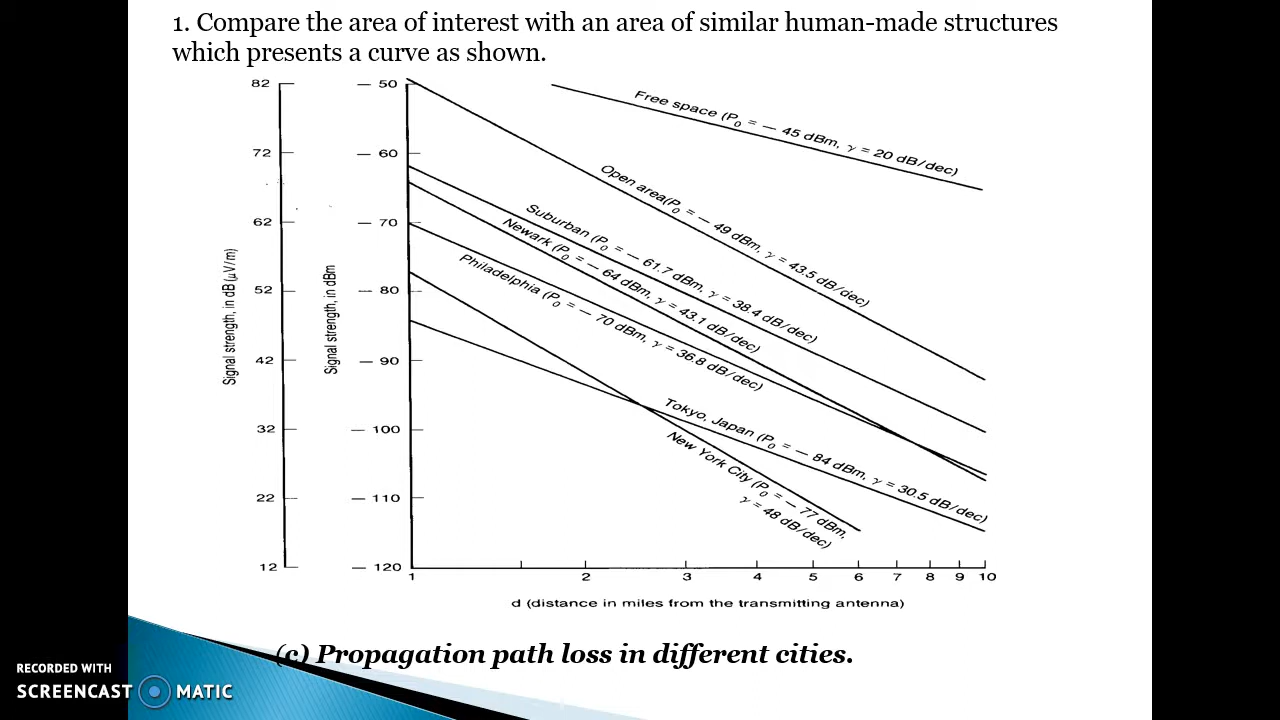 1. Compare the area of interest with an area of similar human-made structures
which presents a curve as shown.
82
72
62
52
42
32
22
12
Signal strength, in dB (μV/m)
— 50
— 60
— 70
— 80
— 90
— 100
— 110
— 120
Signal strength, in dBm
Free space (P0 = — 45 dBm, γ = 20 dB/dec)
Open area(P0 = — 49 dBm, γ = 43.5 dB/dec)
Suburban (P0 = — 61.7 dBm, γ = 38.4 dB/dec)
Newark (P0 = — 64 dBm, γ = 43.1 dB/dec)
Philadelphia (P0 = — 70 dBm, γ = 36.8 dB/dec)
Tokyo, Japan (P0 = — 84 dBm, γ = 30.5 dB/dec)
New York City (P0 = — 77 dBm,
γ = 48 dB/dec)
1 2 3 4 5 6 7 8 9 10
d (distance in miles from the transmitting antenna)
(c) Propagation path loss in different cities.
RECORDED WITH
SCREENCAST MATIC